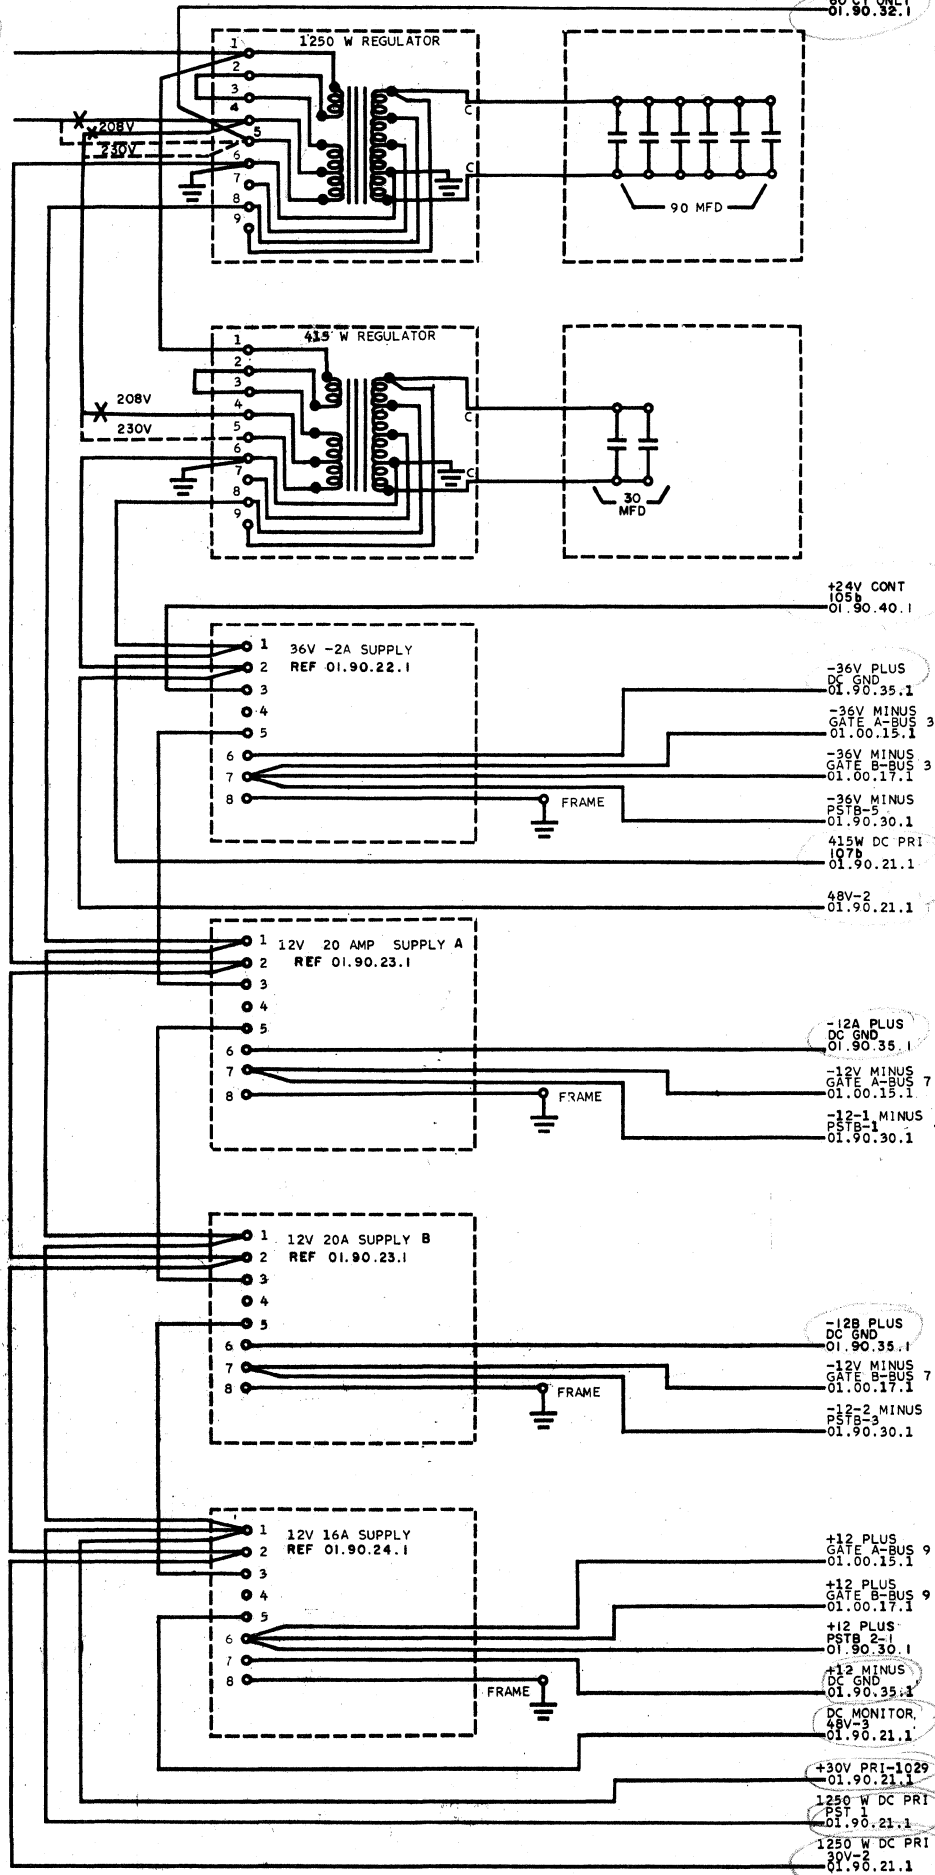 60 CY ONLY
01.90.32.1
1250 W REGULATOR
1
2
3
4
5
6
7
8
9
208V
230V
C
C
90 MFD
415 W REGULATOR
1
2
3
4
5
6
7
8
9
208V
230V
C
C
30
MFD
+24V CONT
105b
01.90.40.1
36V -2A SUPPLY
REF 01.90.22.1
1
2
3
4
5
6
7
8
FRAME
-36V PLUS
DC GND
01.90.35.1
-36V MINUS
GATE A-BUS 3
01.00.15.1
-36V MINUS
GATE B-BUS 3
01.00.17.1
-36V MINUS
PSTB-5
01.90.30.1
415W DC PRI
107b
01.90.21.1
48V-2
01.90.21.1
12V 20 AMP SUPPLY A
REF 01.90.23.1
1
2
3
4
5
6
7
8
FRAME
-12A PLUS
DC GND
01.90.35.1
-12V MINUS
GATE A-BUS 7
01.00.15.1
-12-1 MINUS
PSTB-1
01.90.30.1
12V 20A SUPPLY B
REF 01.90.23.1
1
2
3
4
5
6
7
8
FRAME
-12B PLUS
DC GND
01.90.35.1
-12V MINUS
GATE B-BUS 7
01.00.17.1
-12-2 MINUS
PSTB-3
01.90.30.1
12V 16A SUPPLY
REF 01.90.24.1
1
2
3
4
5
6
7
8
FRAME
+12 PLUS
GATE A-BUS 9
01.00.15.1
+12 PLUS
GATE B-BUS 9
01.00.17.1
+12 PLUS
PSTB 2-1
01.90.30.1
+12 MINUS
DC GND
01.90.35.1
DC MONITOR
48V-3
01.90.21.1
+30V PRI-1029
01.90.21.1
1250 W DC PRI
PST 1
01.90.21.1
1250 W DC PRI
30V-2
01.90.21.1